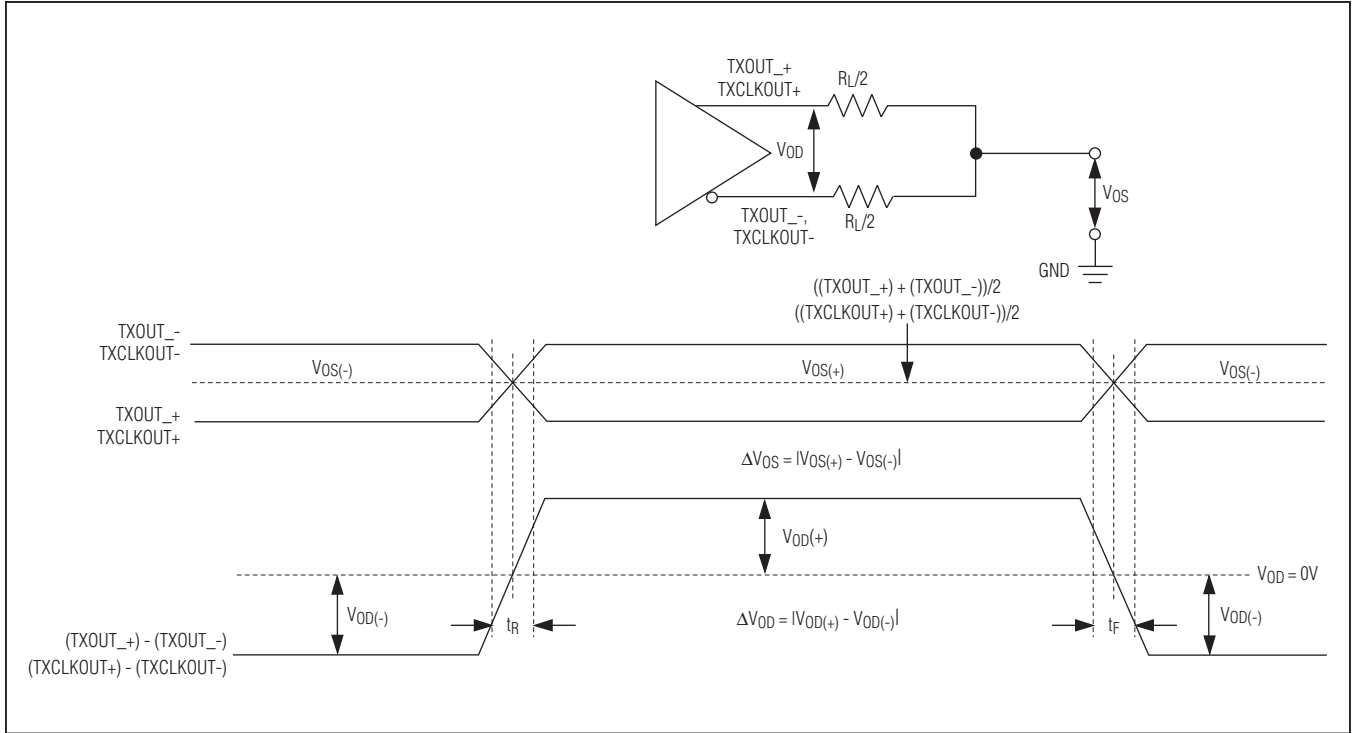 TXOUT_+
TXCLKOUT+
RL/2
VOD
VOS
TXOUT_-,
TXCLKOUT-
RL/2
GND
((TXOUT_+) + (TXOUT_-))/2
((TXCLKOUT+) + (TXCLKOUT-))/2
TXOUT_-
TXCLKOUT-
VOS(-)
VOS(+)
VOS(-)
TXOUT_+
TXCLKOUT+
ΔVOS = |VOS(+) - VOS(-)|
VOD(+)
VOD = 0V
VOD(-)
tR
ΔVOD = |VOD(+) - VOD(-)|
tF
VOD(-)
(TXOUT_+) - (TXOUT_-)
(TXCLKOUT+) - (TXCLKOUT-)